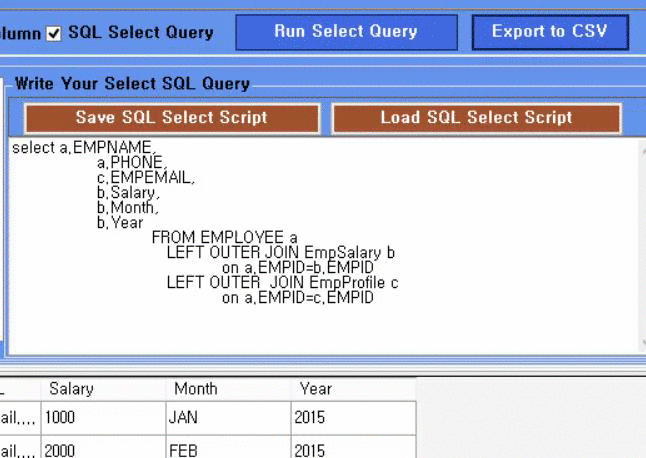 SQL Select Query
Run Select Query
Export to CSV
Write Your Select SQL Query
Save SQL Select Script
Load SQL Select Script
select a.EMPNAME,
a.PHONE,
c.EMPEMAIL,
b.Salary,
b.Month,
b.Year
FROM EMPLOYEE a
LEFT OUTER JOIN EmpSalary b
on a.EMPID=b.EMPID
LEFT OUTER  JOIN EmpProfile c
on a.EMPID=c.EMPID
Salary Month Year
ail,... 1000 JAN 2015
ail,... 2000 FEB 2015